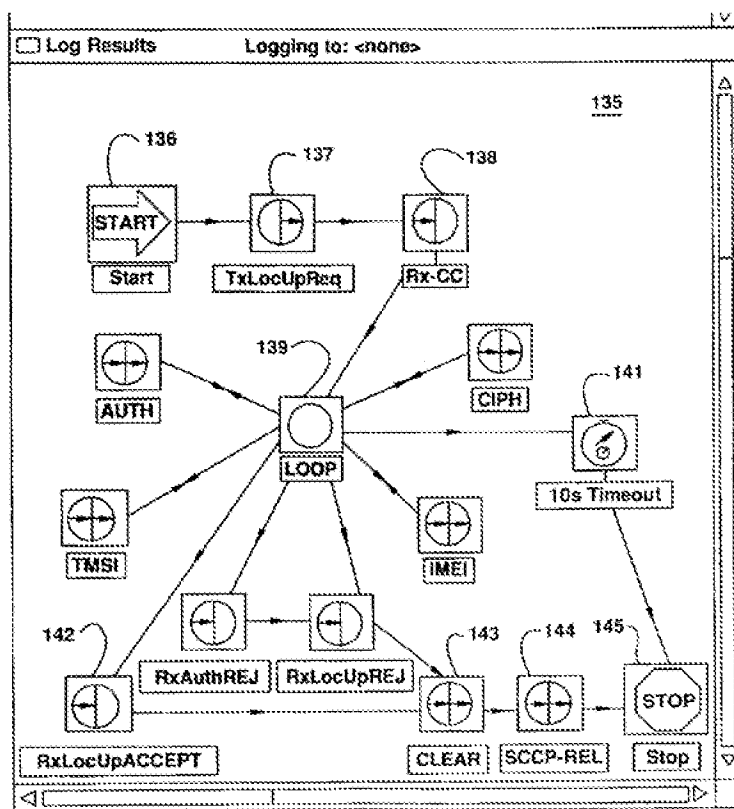 Log Results Logging to: <none>
135
136
137
138
START
Start
TxLocUpReq
Rx-CC
139
141
AUTH
CIPH
LOOP
10s Timeout
TMSI
IMEI
142
143
144
145
RxAuthREJ
RxLocUpREJ
STOP
RxLocUpACCEPT
CLEAR
SCCP-REL
Stop